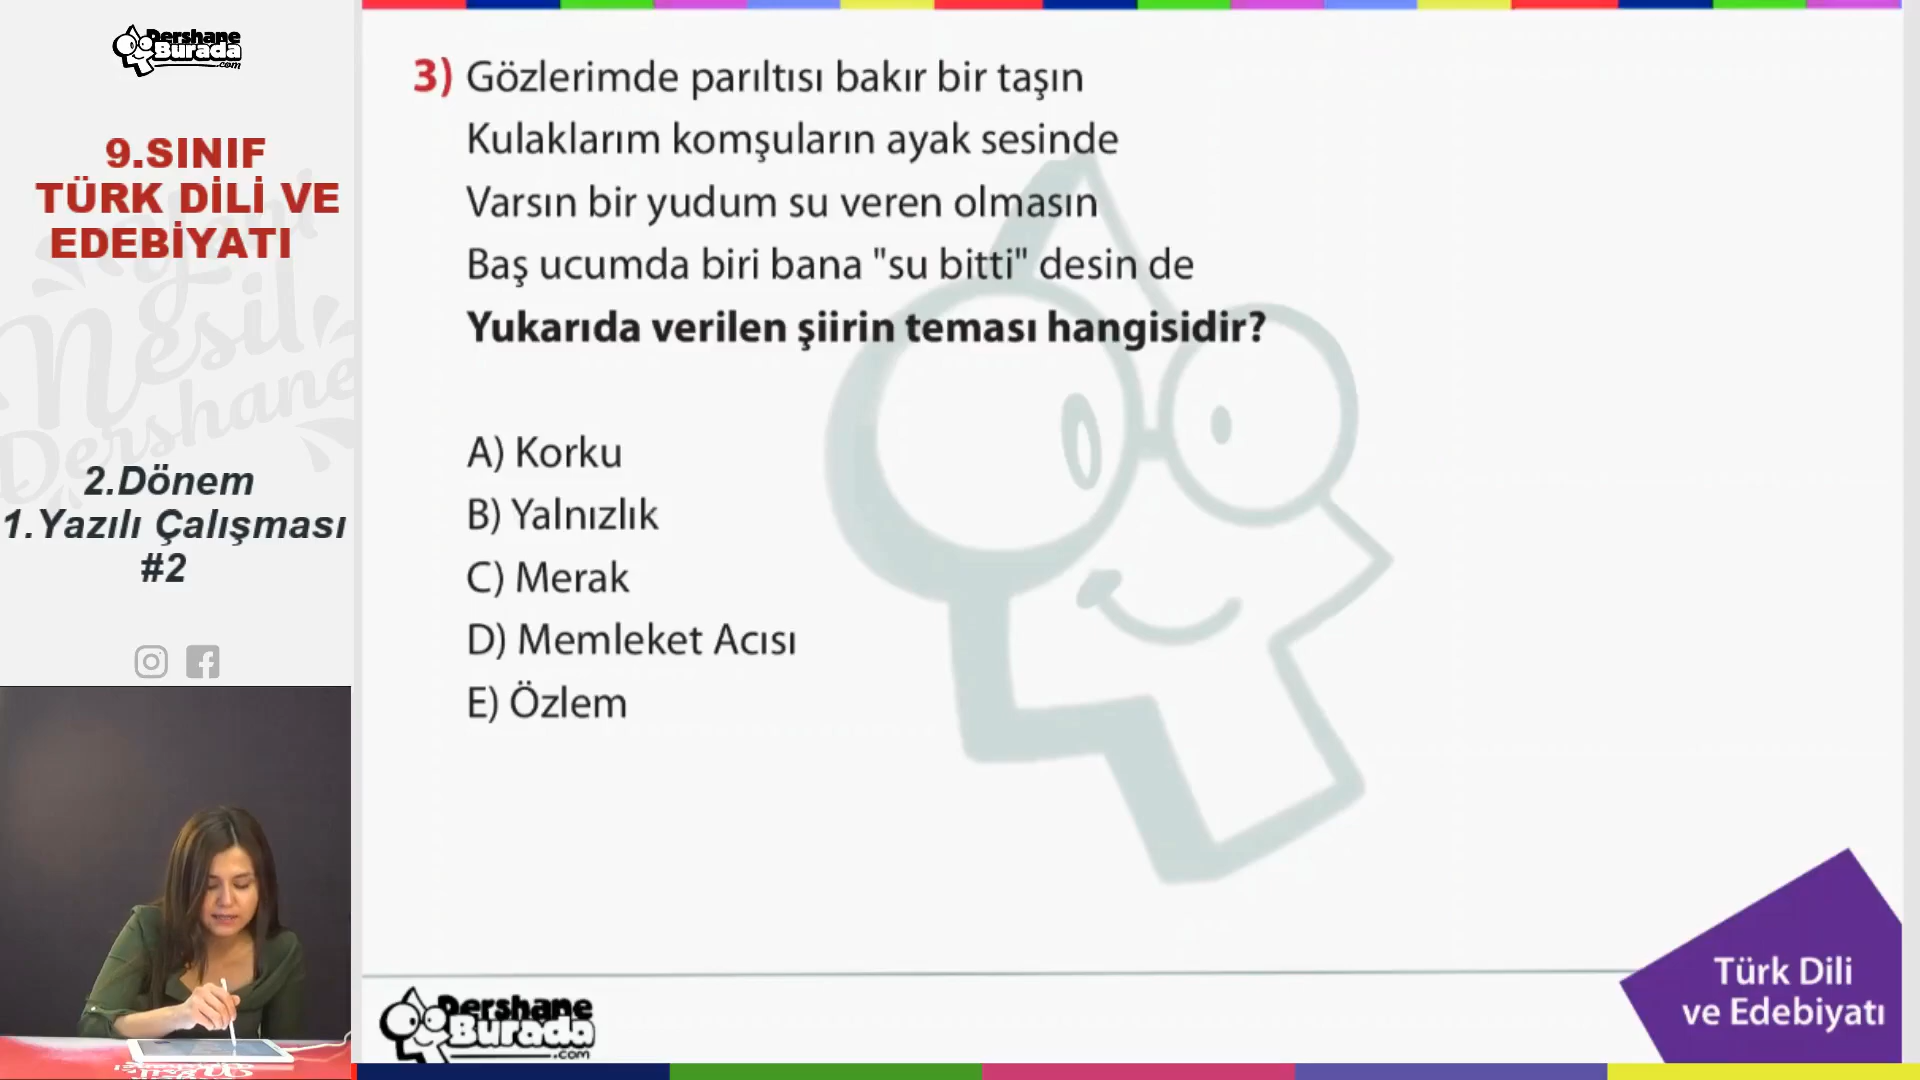 Dershane
Burada
.com
9.SINIF
TÜRK DİLİ VE
EDEBİYATI
Yeni
Nesil
Dershane
2.Dönem
1.Yazılı Çalışması
#2
3) Gözlerimde parıltısı bakır bir taşın
Kulaklarım komşuların ayak sesinde
Varsın bir yudum su veren olmasın
Baş ucumda biri bana "su bitti" desin de
Yukarıda verilen şiirin teması hangisidir?
A) Korku
B) Yalnızlık
C) Merak
D) Memleket Acısı
E) Özlem
Dershane
Burada
.com
Türk Dili
ve Edebiyatı